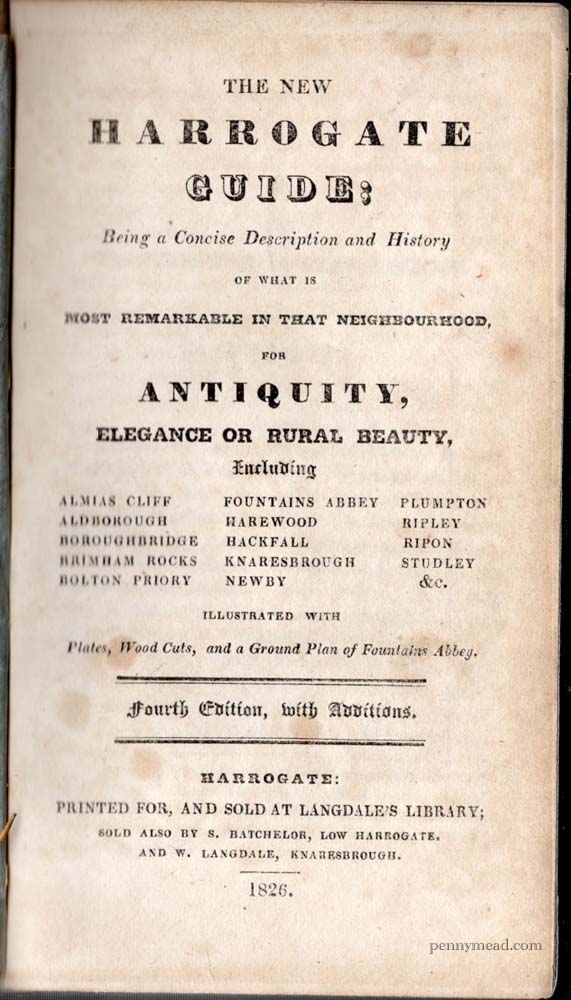 THE NEW
HARROGATE
GUIDE;
Being a Concise Description and History
OF WHAT IS
MOST REMARKABLE IN THAT NEIGHBOURHOOD,
FOR
ANTIQUITY,
ELEGANCE OR RURAL BEAUTY,
Including
ALMIAS CLIFF FOUNTAINS ABBEY PLUMPTON
ALDBOROUGH HAREWOOD RIPLEY
BOROUGHBRIDGE HACKFALL RIPON
BRIMHAM ROCKS KNARESBROUGH STUDLEY
BOLTON PRIORY NEWBY &c.
ILLUSTRATED WITH
Plates, Wood Cuts, and a Ground Plan of Fountains Abbey.
Fourth Edition, with Additions.
HARROGATE:
PRINTED FOR, AND SOLD AT LANGDALE'S LIBRARY;
SOLD ALSO BY S. BATCHELOR, LOW HARROGATE,
AND W. LANGDALE, KNARESBROUGH.
1826.
pennymead.com